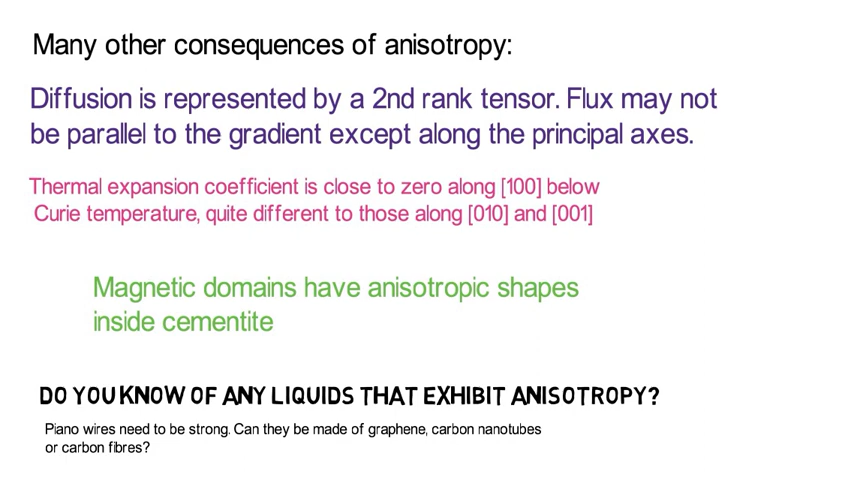 Many other consequences of anisotropy:
Diffusion is represented by a 2nd rank tensor. Flux may not
be parallel to the gradient except along the principal axes.
Thermal expansion coefficient is close to zero along [100] below
Curie temperature, quite different to those along [010] and [001]
Magnetic domains have anisotropic shapes
inside cementite
DO YOU KNOW OF ANY LIQUIDS THAT EXHIBIT ANISOTROPY?
Piano wires need to be strong. Can they be made of graphene, carbon nanotubes
or carbon fibres?